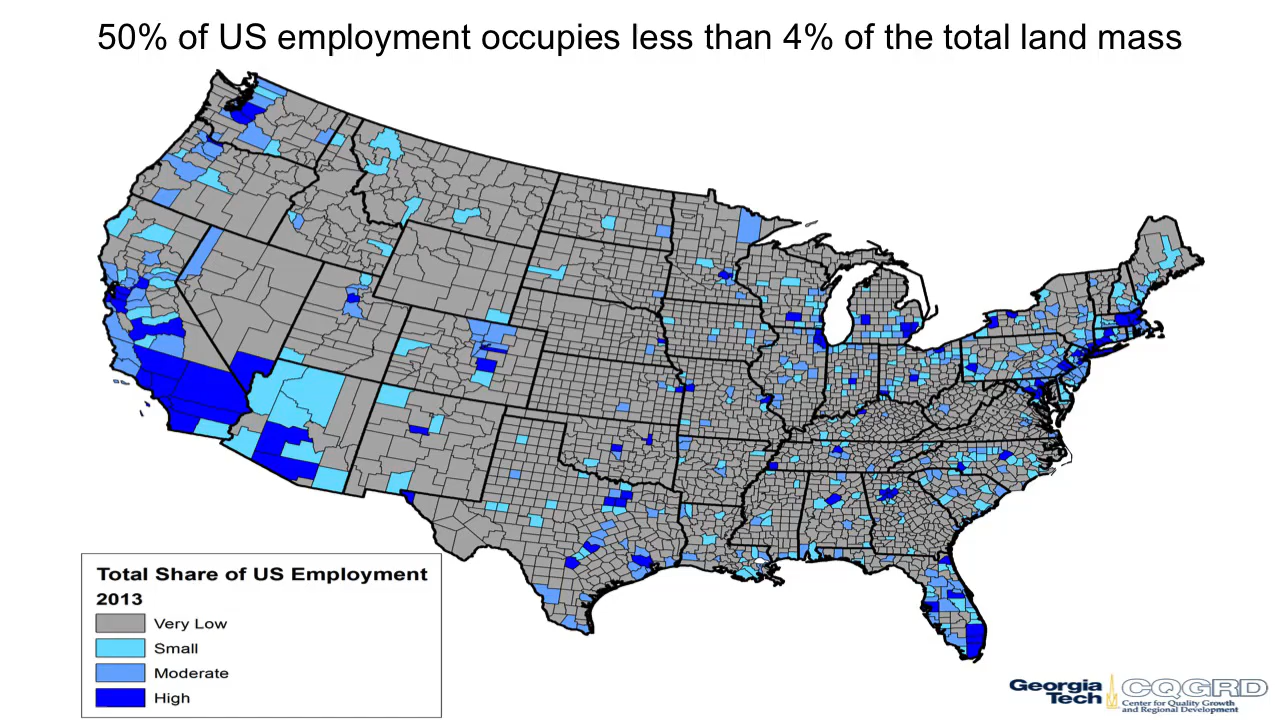 50% of US employment occupies less than 4% of the total land mass
Total Share of US Employment
2013
Very Low
Small
Moderate
High
Georgia
Tech
CQGRD
Center for Quality Growth
and Regional Development